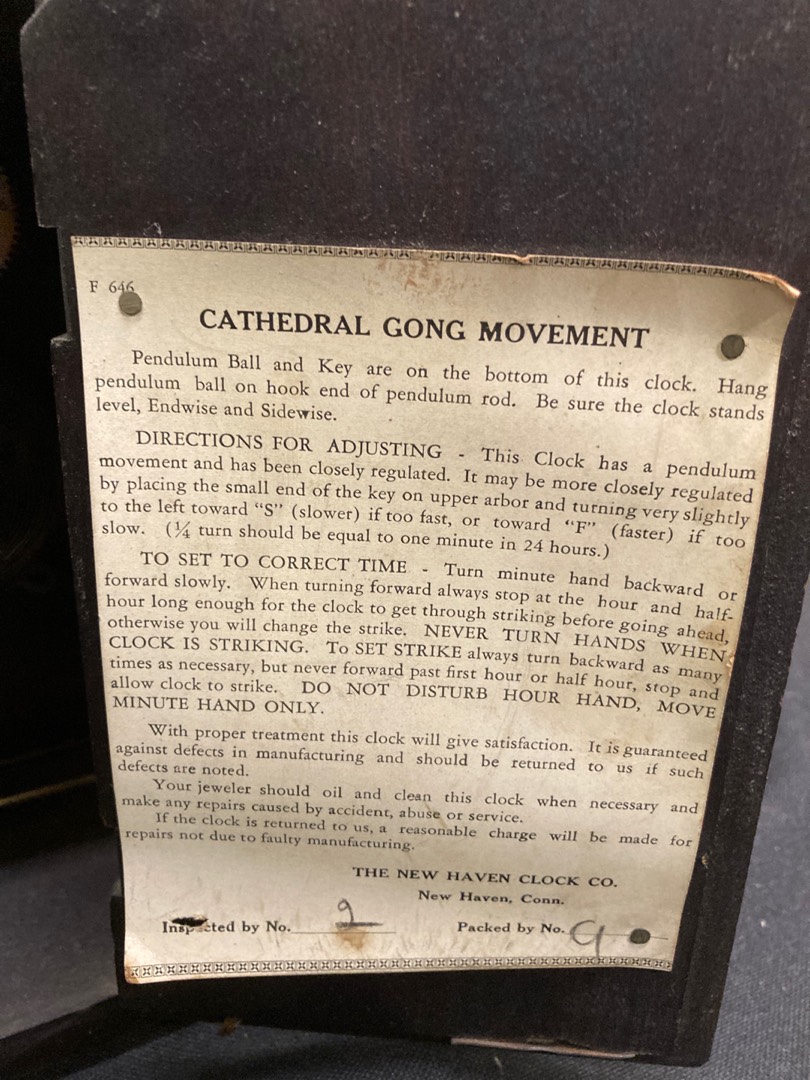 F 646
CATHEDRAL GONG MOVEMENT
Pendulum Ball and Key are on the bottom of this clock. Hang
pendulum ball on hook end of pendulum rod. Be sure the clock stands
level, Endwise and Sidewise.
DIRECTIONS FOR ADJUSTING - This Clock has a pendulum
movement and has been closely regulated. It may be more closely regulated
by placing the small end of the key on upper arbor and turning very slightly
to the left toward "S" (slower) if too fast, or toward "F" (faster) if too
slow. (¼ turn should be equal to one minute in 24 hours.)
TO SET TO CORRECT TIME - Turn minute hand backward or
forward slowly. When turning forward always stop at the hour and half-
hour long enough for the clock to get through striking before going ahead,
otherwise you will change the strike. NEVER TURN HANDS WHEN
CLOCK IS STRIKING. To SET STRIKE always turn backward as many
times as necessary, but never forward past first hour or half hour, stop and
allow clock to strike. DO NOT DISTURB HOUR HAND, MOVE
MINUTE HAND ONLY.
With proper treatment this clock will give satisfaction. It is guaranteed
against defects in manufacturing and should be returned to us if such
defects are noted.
Your jeweler should oil and clean this clock when necessary and
make any repairs caused by accident, abuse or service.
If the clock is returned to us, a reasonable charge will be made for
repairs not due to faulty manufacturing.
THE NEW HAVEN CLOCK CO.
New Haven, Conn.
Inspected by No. 2 Packed by No.